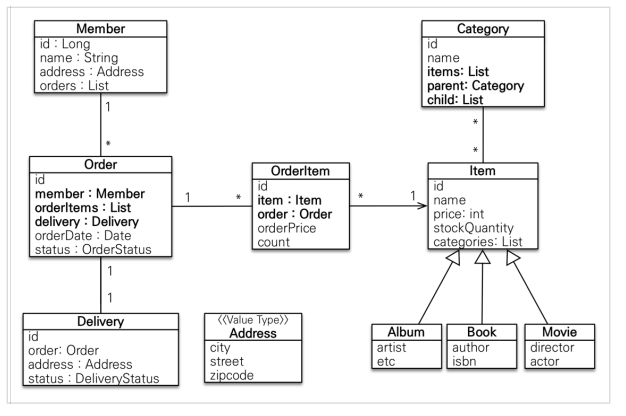 Member
id : Long
name : String
address : Address
orders : List
1
*
Category
id
name
items: List
parent: Category
child: List
*
*
Order
id
member : Member
orderItems : List
delivery : Delivery
orderDate : Date
status : OrderStatus
1
*
OrderItem
id
item : Item
order : Order
orderPrice
count
*
1
Item
id
name
price: int
stockQuantity
categories: List
1
1
Delivery
id
order: Order
address : Address
status : DeliveryStatus
《Value Type》
Address
city
street
zipcode
Album
artist
etc
Book
author
isbn
Movie
director
actor